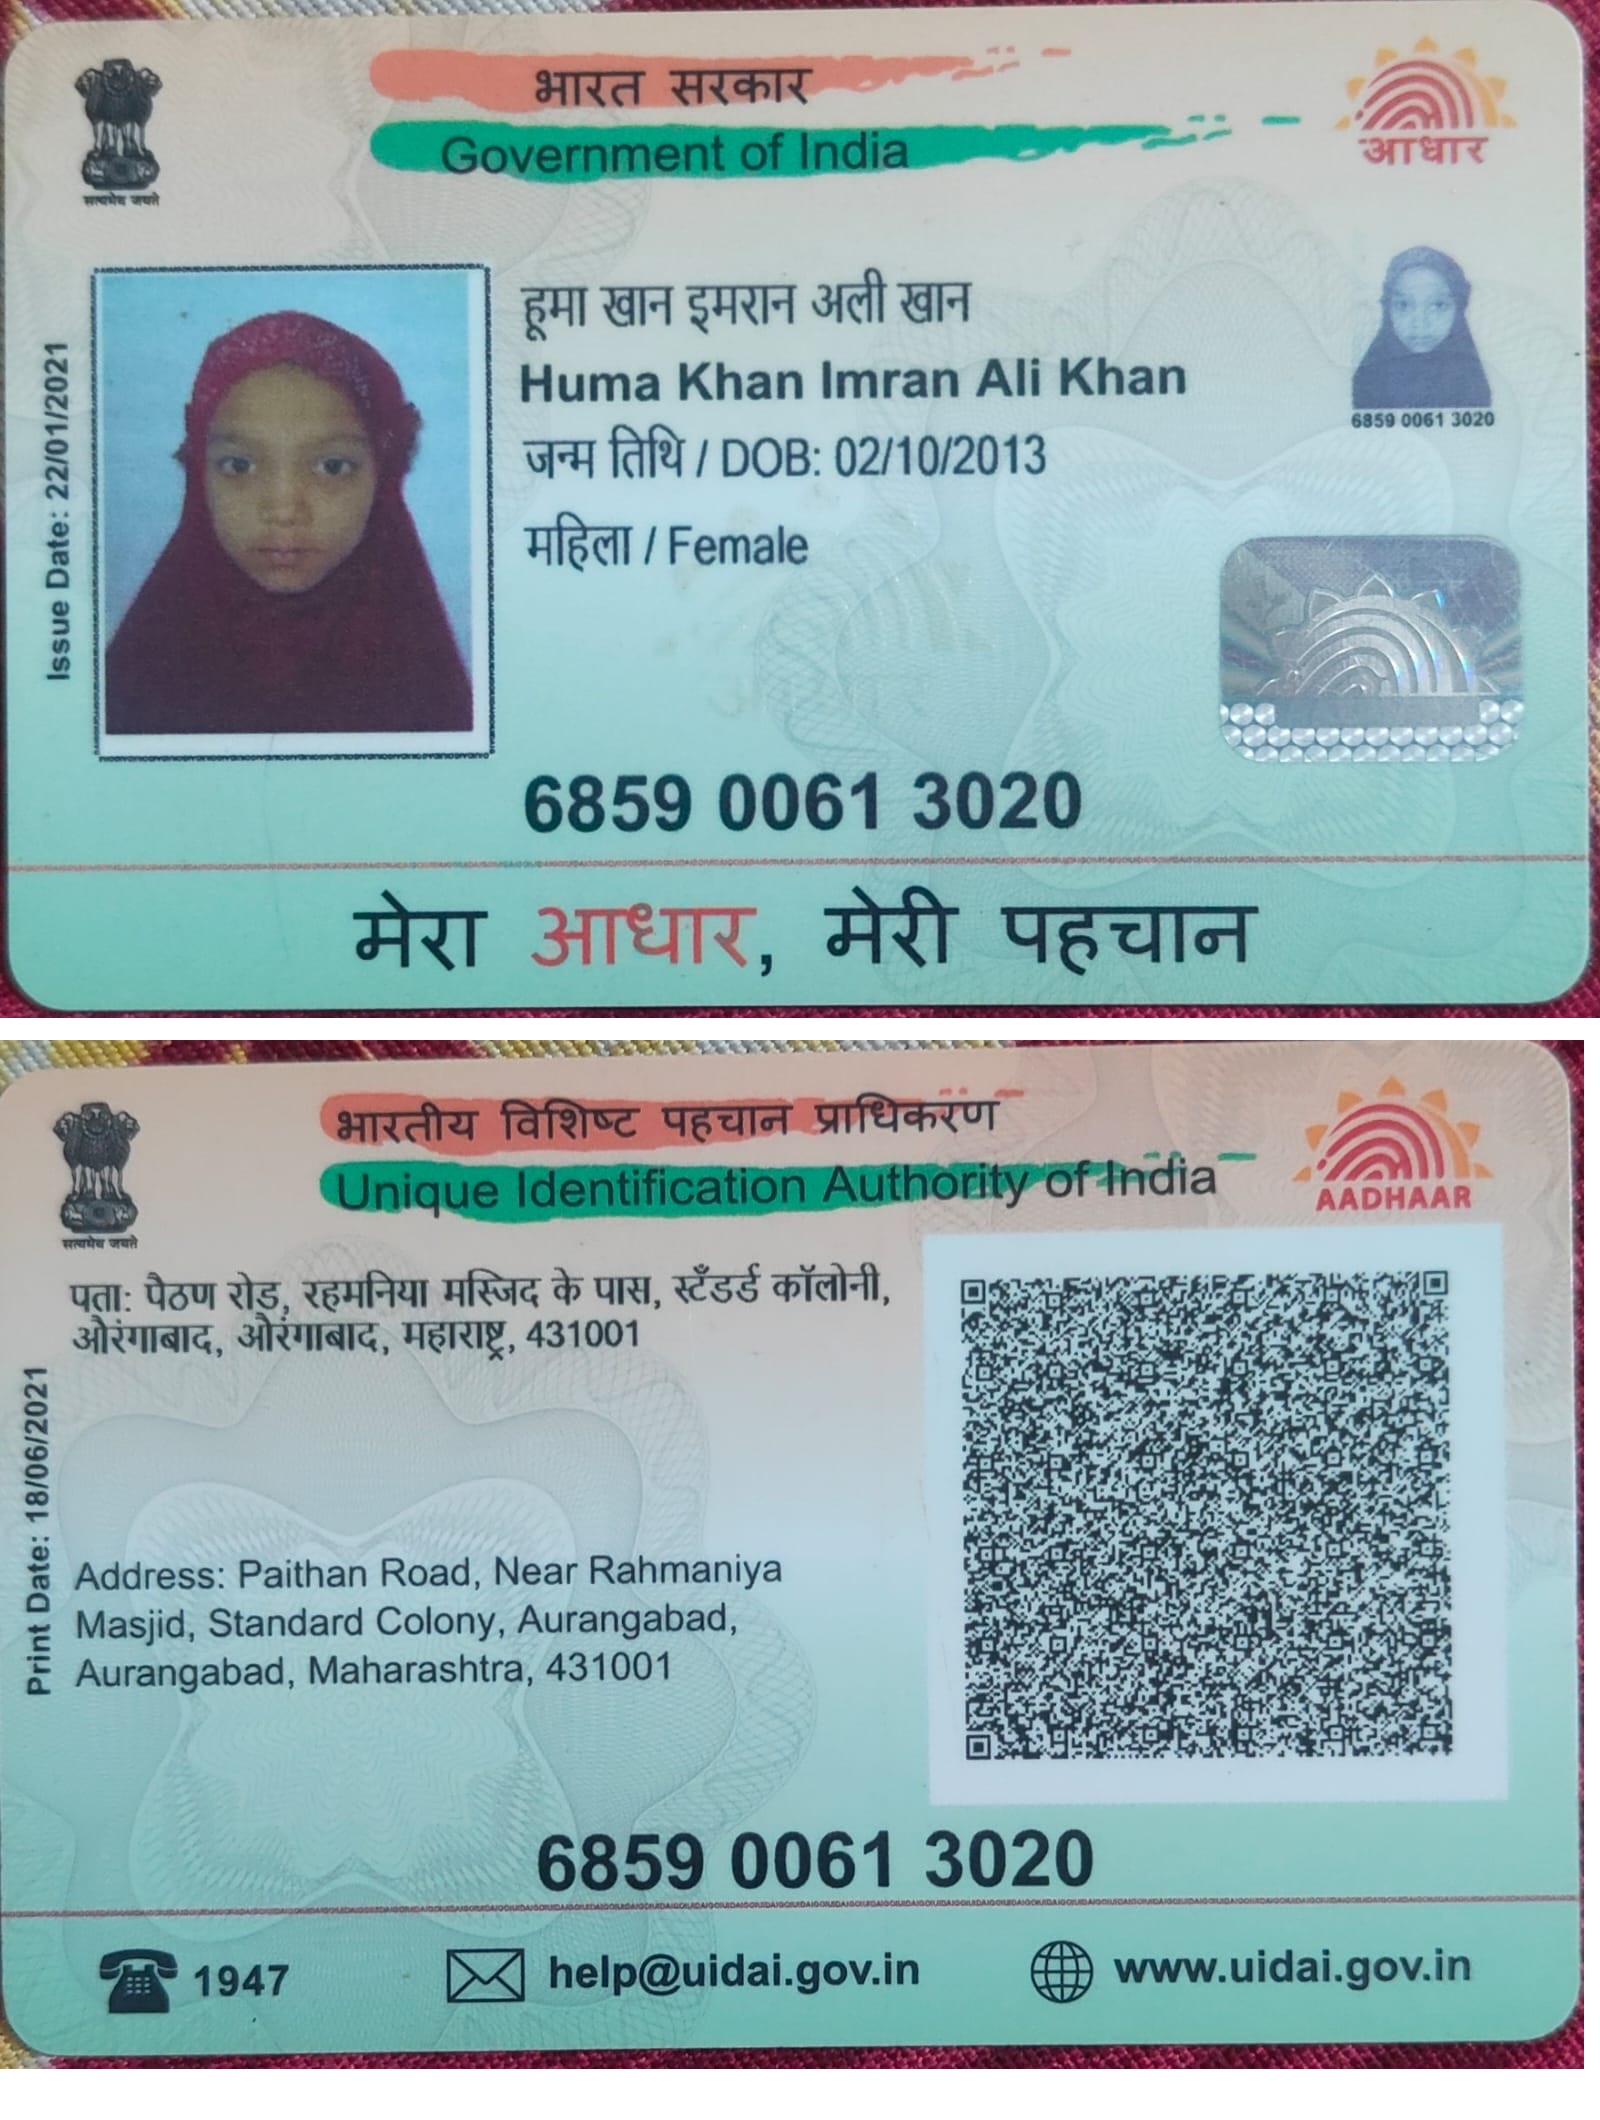 भारत सरकार
Government of India
आधार
सत्यमेव जयते
Issue Date: 22/01/2021
हूमा खान इमरान अली खान
Huma Khan Imran Ali Khan
जन्म तिथि / DOB: 02/10/2013
महिला / Female
6859 0061 3020
6859 0061 3020
मेरा आधार, मेरी पहचान
भारतीय विशिष्ट पहचान प्राधिकरण
Unique Identification Authority of India
AADHAAR
सत्यमेव जयते
पता: पैठण रोड़, रहमनिया मस्जिद के पास, स्टँडर्ड कॉलोनी,
औरंगाबाद, औरंगाबाद, महाराष्ट्र, 431001
Print Date: 18/06/2021
Address: Paithan Road, Near Rahmaniya
Masjid, Standard Colony, Aurangabad,
Aurangabad, Maharashtra, 431001
6859 0061 3020
1947
help@uidai.gov.in
www.uidai.gov.in